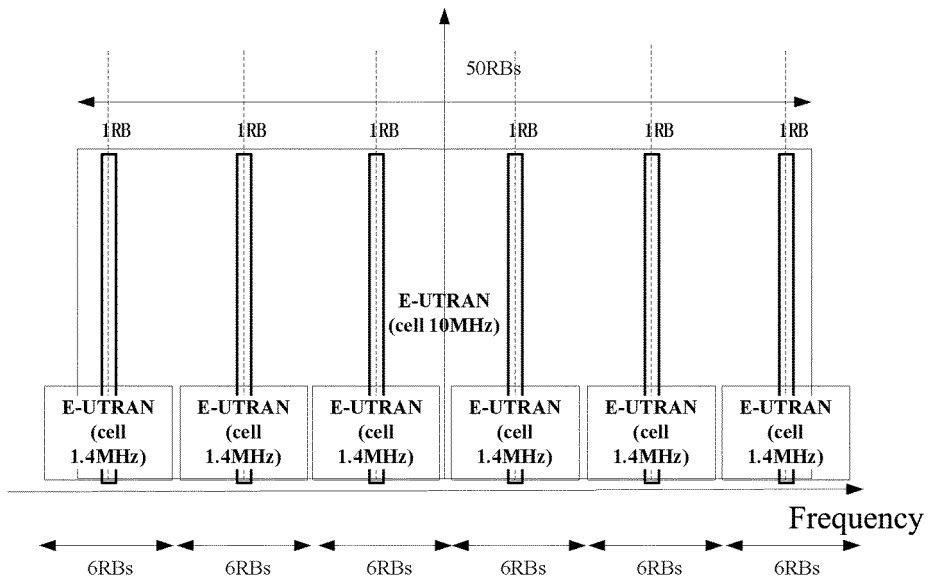 50RBs
1RB 1RB 1RB 1RB 1RB 1RB
E-UTRAN
(cell 10MHz)
E-UTRAN E-UTRAN E-UTRAN E-UTRAN E-UTRAN E-UTRAN
(cell (cell (cell (cell (cell (cell
1.4MHz) 1.4MHz) 1.4MHz) 1.4MHz) 1.4MHz) 1.4MHz)
Frequency
6RBs 6RBs 6RBs 6RBs 6RBs 6RBs